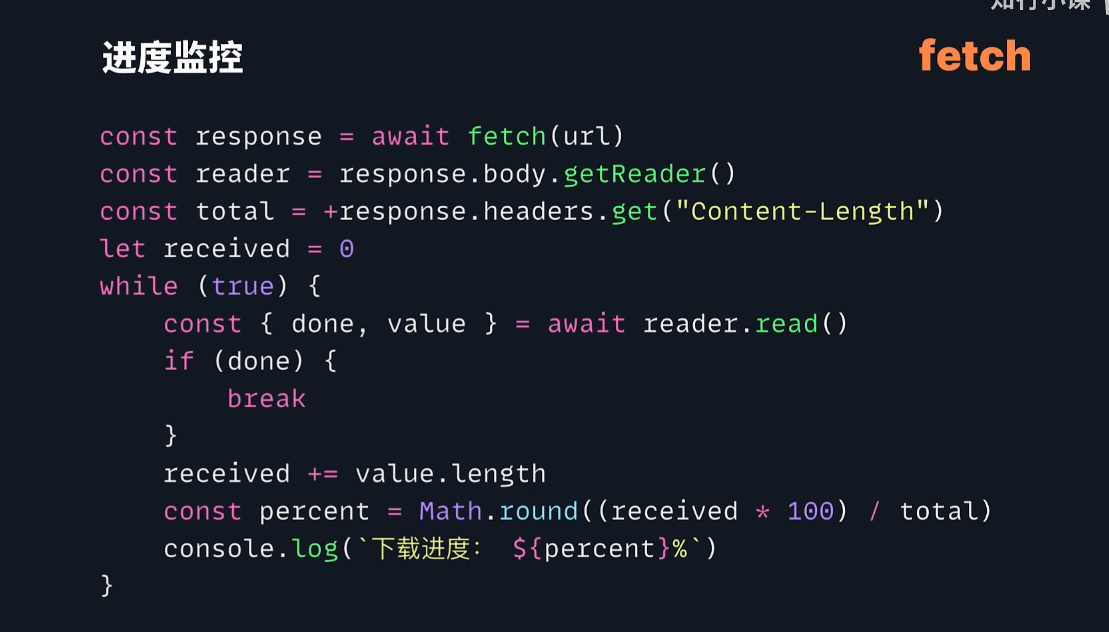 知行小课
进度监控
fetch
const response = await fetch(url)
const reader = response.body.getReader()
const total = +response.headers.get("Content-Length")
let received = 0
while (true) {
    const { done, value } = await reader.read()
    if (done) {
        break
    }
    received += value.length
    const percent = Math.round((received * 100) / total)
    console.log(`下载进度： ${percent}%`)
}